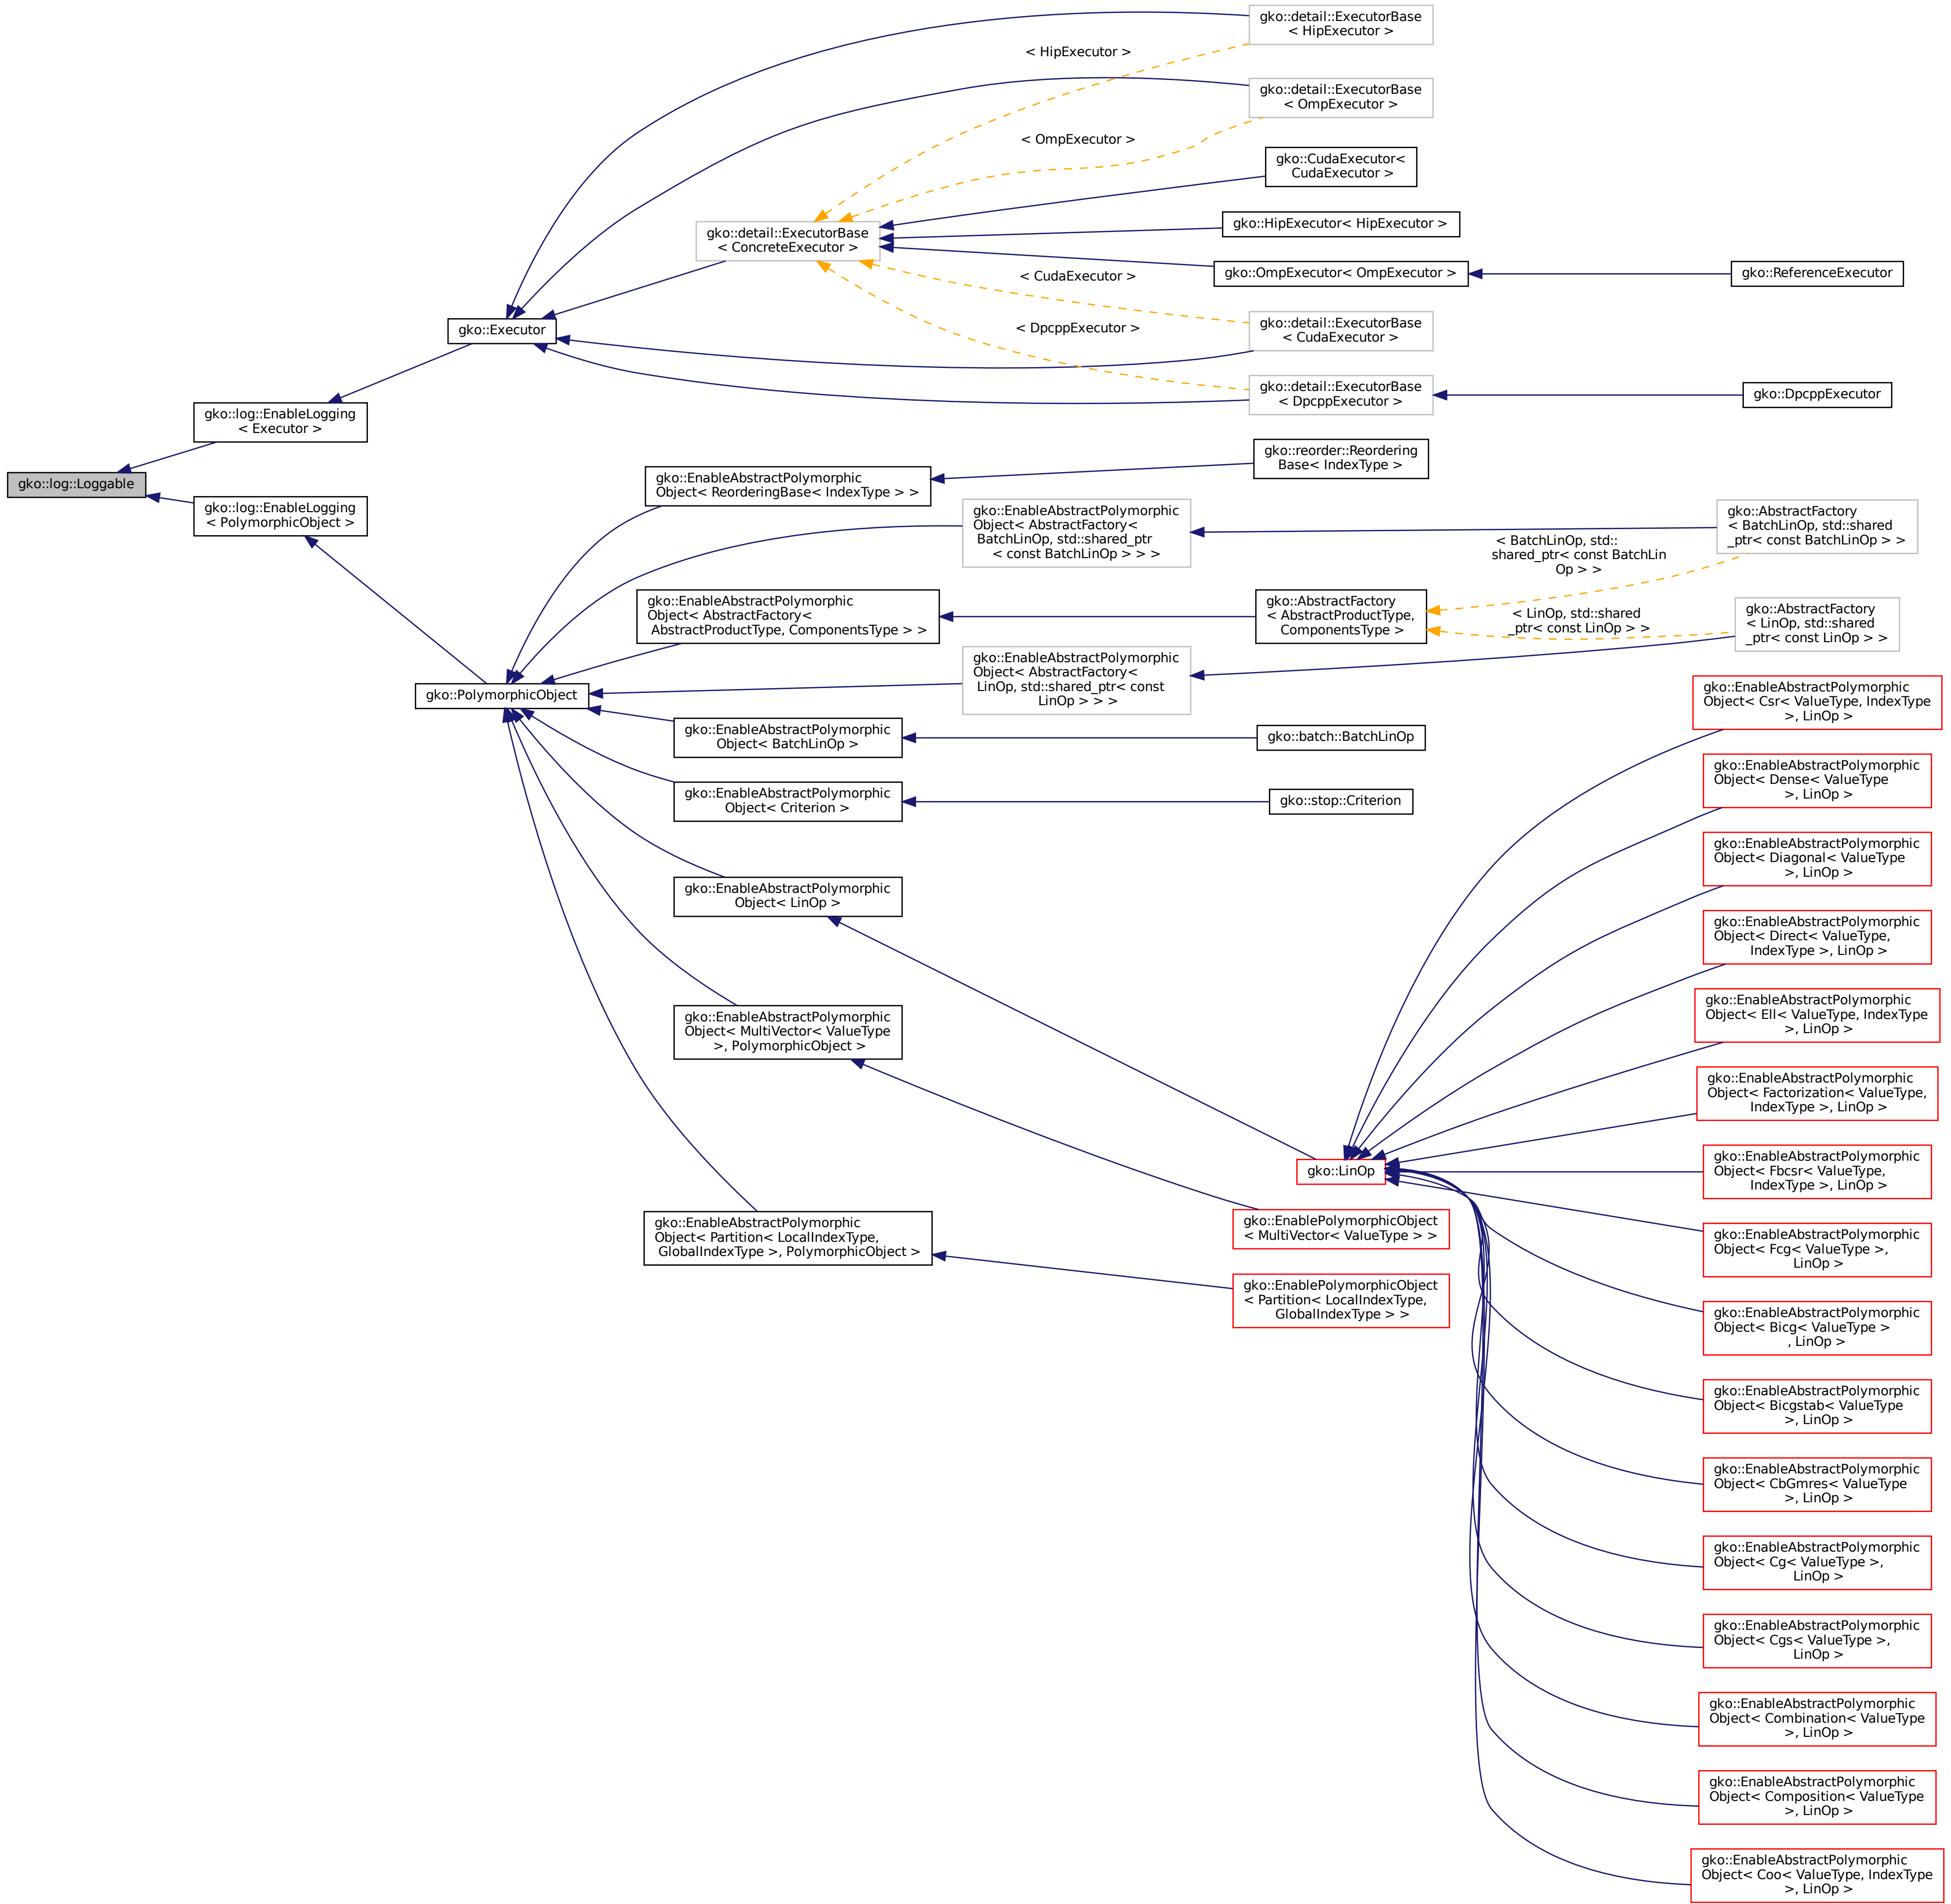 gko::log::Loggable
gko::log::EnableLogging
< Executor >
gko::log::EnableLogging
< PolymorphicObject >
gko::Executor
gko::PolymorphicObject
gko::detail::ExecutorBase
< ConcreteExecutor >
< HipExecutor >
< OmpExecutor >
< CudaExecutor >
< DpcppExecutor >
gko::detail::ExecutorBase
< HipExecutor >
gko::detail::ExecutorBase
< OmpExecutor >
gko::CudaExecutor<
CudaExecutor >
gko::HipExecutor< HipExecutor >
gko::OmpExecutor< OmpExecutor >
gko::ReferenceExecutor
gko::detail::ExecutorBase
< CudaExecutor >
gko::detail::ExecutorBase
< DpcppExecutor >
gko::DpcppExecutor
gko::EnableAbstractPolymorphic
Object< ReorderingBase< IndexType > >
gko::reorder::Reordering
Base< IndexType >
gko::EnableAbstractPolymorphic
Object< AbstractFactory<
BatchLinOp, std::shared_ptr
< const BatchLinOp > > >
gko::AbstractFactory
< BatchLinOp, std::shared
_ptr< const BatchLinOp > >
< BatchLinOp, std::
shared_ptr< const BatchLin
Op > >
gko::EnableAbstractPolymorphic
Object< AbstractFactory<
AbstractProductType, ComponentsType > >
gko::AbstractFactory
< AbstractProductType,
ComponentsType >
< LinOp, std::shared
_ptr< const LinOp > >
gko::AbstractFactory
< LinOp, std::shared
_ptr< const LinOp > >
gko::EnableAbstractPolymorphic
Object< AbstractFactory<
LinOp, std::shared_ptr< const
LinOp > > >
gko::EnableAbstractPolymorphic
Object< BatchLinOp >
gko::batch::BatchLinOp
gko::EnableAbstractPolymorphic
Object< Criterion >
gko::stop::Criterion
gko::EnableAbstractPolymorphic
Object< LinOp >
gko::EnableAbstractPolymorphic
Object< MultiVector< ValueType
>, PolymorphicObject >
gko::EnableAbstractPolymorphic
Object< Partition< LocalIndexType,
GlobalIndexType >, PolymorphicObject >
gko::LinOp
gko::EnablePolymorphicObject
< MultiVector< ValueType > >
gko::EnablePolymorphicObject
< Partition< LocalIndexType,
GlobalIndexType > >
gko::EnableAbstractPolymorphic
Object< Csr< ValueType, IndexType
>, LinOp >
gko::EnableAbstractPolymorphic
Object< Dense< ValueType
>, LinOp >
gko::EnableAbstractPolymorphic
Object< Diagonal< ValueType
>, LinOp >
gko::EnableAbstractPolymorphic
Object< Direct< ValueType,
IndexType >, LinOp >
gko::EnableAbstractPolymorphic
Object< Ell< ValueType, IndexType
>, LinOp >
gko::EnableAbstractPolymorphic
Object< Factorization< ValueType,
IndexType >, LinOp >
gko::EnableAbstractPolymorphic
Object< Fbcsr< ValueType,
IndexType >, LinOp >
gko::EnableAbstractPolymorphic
Object< Fcg< ValueType >,
LinOp >
gko::EnableAbstractPolymorphic
Object< Bicg< ValueType >
, LinOp >
gko::EnableAbstractPolymorphic
Object< Bicgstab< ValueType
>, LinOp >
gko::EnableAbstractPolymorphic
Object< CbGmres< ValueType
>, LinOp >
gko::EnableAbstractPolymorphic
Object< Cg< ValueType >,
LinOp >
gko::EnableAbstractPolymorphic
Object< Cgs< ValueType >,
LinOp >
gko::EnableAbstractPolymorphic
Object< Combination< ValueType
>, LinOp >
gko::EnableAbstractPolymorphic
Object< Composition< ValueType
>, LinOp >
gko::EnableAbstractPolymorphic
Object< Coo< ValueType, IndexType
>, LinOp >